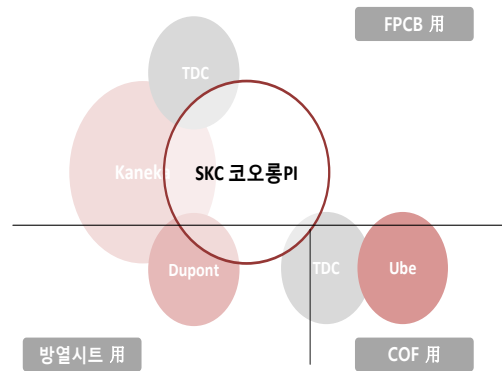 FPCB 用
TDC
Kaneka
SKC 코오롱PI
Dupont
TDC
Ube
방열시트 用
COF 用